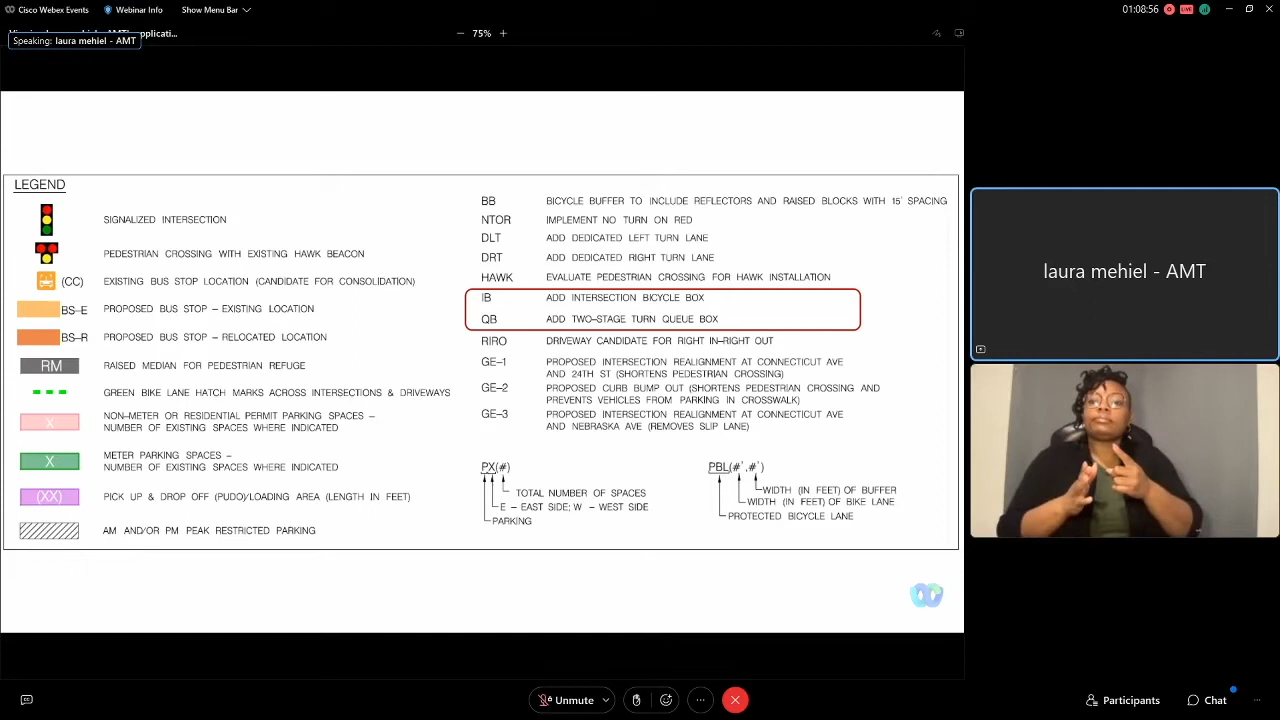 Cisco Webex Events
Webinar Info
Show Menu Bar
01:08:56
LIVE
Speaking: laura mehiel - AMT
75%
LEGEND
SIGNALIZED INTERSECTION
PEDESTRIAN CROSSING WITH EXISTING HAWK BEACON
(CC) EXISTING BUS STOP LOCATION (CANDIDATE FOR CONSOLIDATION)
BS-E PROPOSED BUS STOP – EXISTING LOCATION
BS-R PROPOSED BUS STOP – RELOCATED LOCATION
RM RAISED MEDIAN FOR PEDESTRIAN REFUGE
GREEN BIKE LANE HATCH MARKS ACROSS INTERSECTIONS & DRIVEWAYS
X NON-METER OR RESIDENTIAL PERMIT PARKING SPACES –
NUMBER OF EXISTING SPACES WHERE INDICATED
X METER PARKING SPACES –
NUMBER OF EXISTING SPACES WHERE INDICATED
(XX) PICK UP & DROP OFF (PUDO)/LOADING AREA (LENGTH IN FEET)
AM AND/OR PM PEAK RESTRICTED PARKING
BB BICYCLE BUFFER TO INCLUDE REFLECTORS AND RAISED BLOCKS WITH 15' SPACING
NTOR IMPLEMENT NO TURN ON RED
DLT ADD DEDICATED LEFT TURN LANE
DRT ADD DEDICATED RIGHT TURN LANE
HAWK EVALUATE PEDESTRIAN CROSSING FOR HAWK INSTALLATION
IB ADD INTERSECTION BICYCLE BOX
QB ADD TWO-STAGE TURN QUEUE BOX
RIRO DRIVEWAY CANDIDATE FOR RIGHT IN-RIGHT OUT
GE-1 PROPOSED INTERSECTION REALIGNMENT AT CONNECTICUT AVE
AND 24TH ST (SHORTENS PEDESTRIAN CROSSING)
GE-2 PROPOSED CURB BUMP OUT (SHORTENS PEDESTRIAN CROSSING AND
PREVENTS VEHICLES FROM PARKING IN CROSSWALK)
GE-3 PROPOSED INTERSECTION REALIGNMENT AT CONNECTICUT AVE
AND NEBRASKA AVE (REMOVES SLIP LANE)
PX(#)
TOTAL NUMBER OF SPACES
E – EAST SIDE; W – WEST SIDE
PARKING
PBL(#',#')
WIDTH (IN FEET) OF BUFFER
WIDTH (IN FEET) OF BIKE LANE
PROTECTED BICYCLE LANE
laura mehiel - AMT
Unmute
Participants
Chat